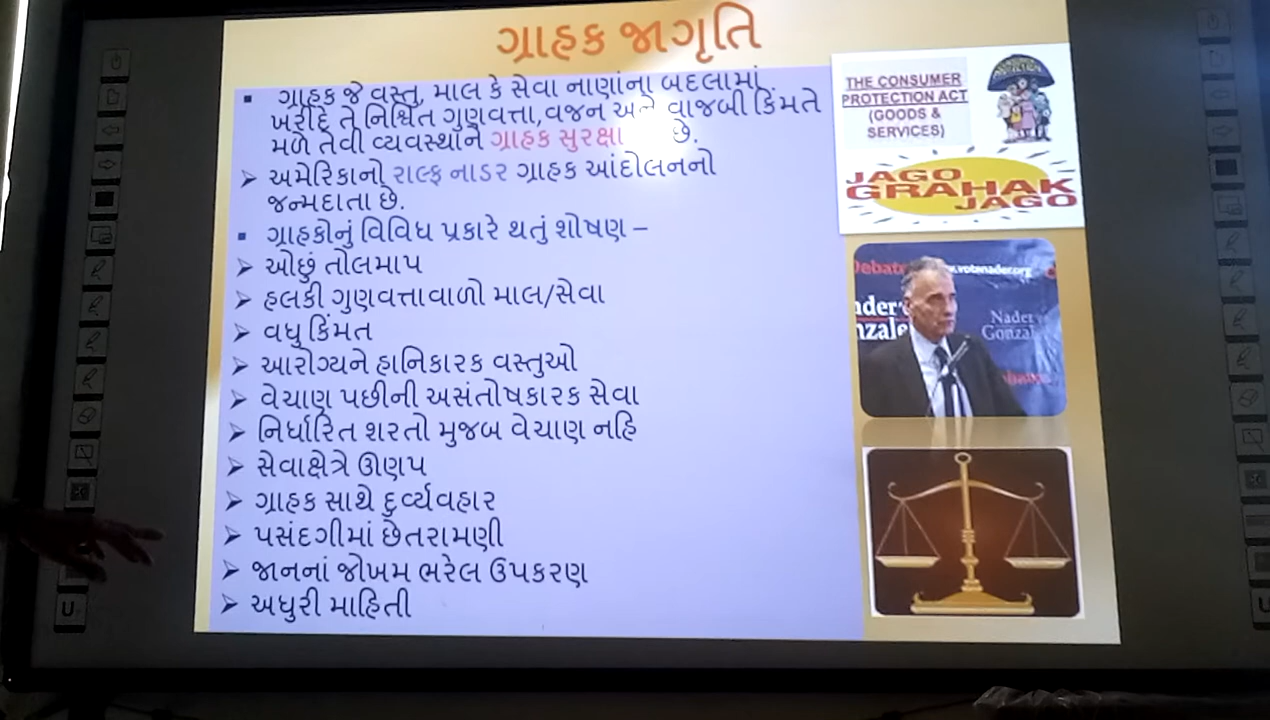 ગ્રાહક જાગૃતિ
▪ ગ્રાહક જે વસ્તુ, માલ કે સેવા નાણાંના બદલામાં
ખરીદે તે નિશ્ચિત ગુણવત્તા,વજન અને વાજબી કિંમતે
મળે તેવી વ્યવસ્થાને ગ્રાહક સુરક્ષા છે.
➢ અમેરિકાનો રાલ્ફ નાડર ગ્રાહક આંદોલનનો
જન્મદાતા છે.
▪ ગ્રાહકોનું વિવિધ પ્રકારે થતું શોષણ –
➢ ઓછું તોલમાપ
➢ હલકી ગુણવત્તાવાળો માલ/સેવા
➢ વધુ કિંમત
➢ આરોગ્યને હાનિકારક વસ્તુઓ
➢ વેચાણ પછીની અસંતોષકારક સેવા
➢ નિર્ધારિત શરતો મુજબ વેચાણ નહિ
➢ સેવાક્ષેત્રે ઊણપ
➢ ગ્રાહક સાથે દુર્વ્યવહાર
➢ પસંદગીમાં છેતરામણી
➢ જાનનાં જોખમ ભરેલ ઉપકરણ
➢ અધુરી માહિતી
THE CONSUMER
PROTECTION ACT
(GOODS &
SERVICES)
JAGO
GRAHAK
JAGO
Debate
.votenader.org
Nader
Gonzal